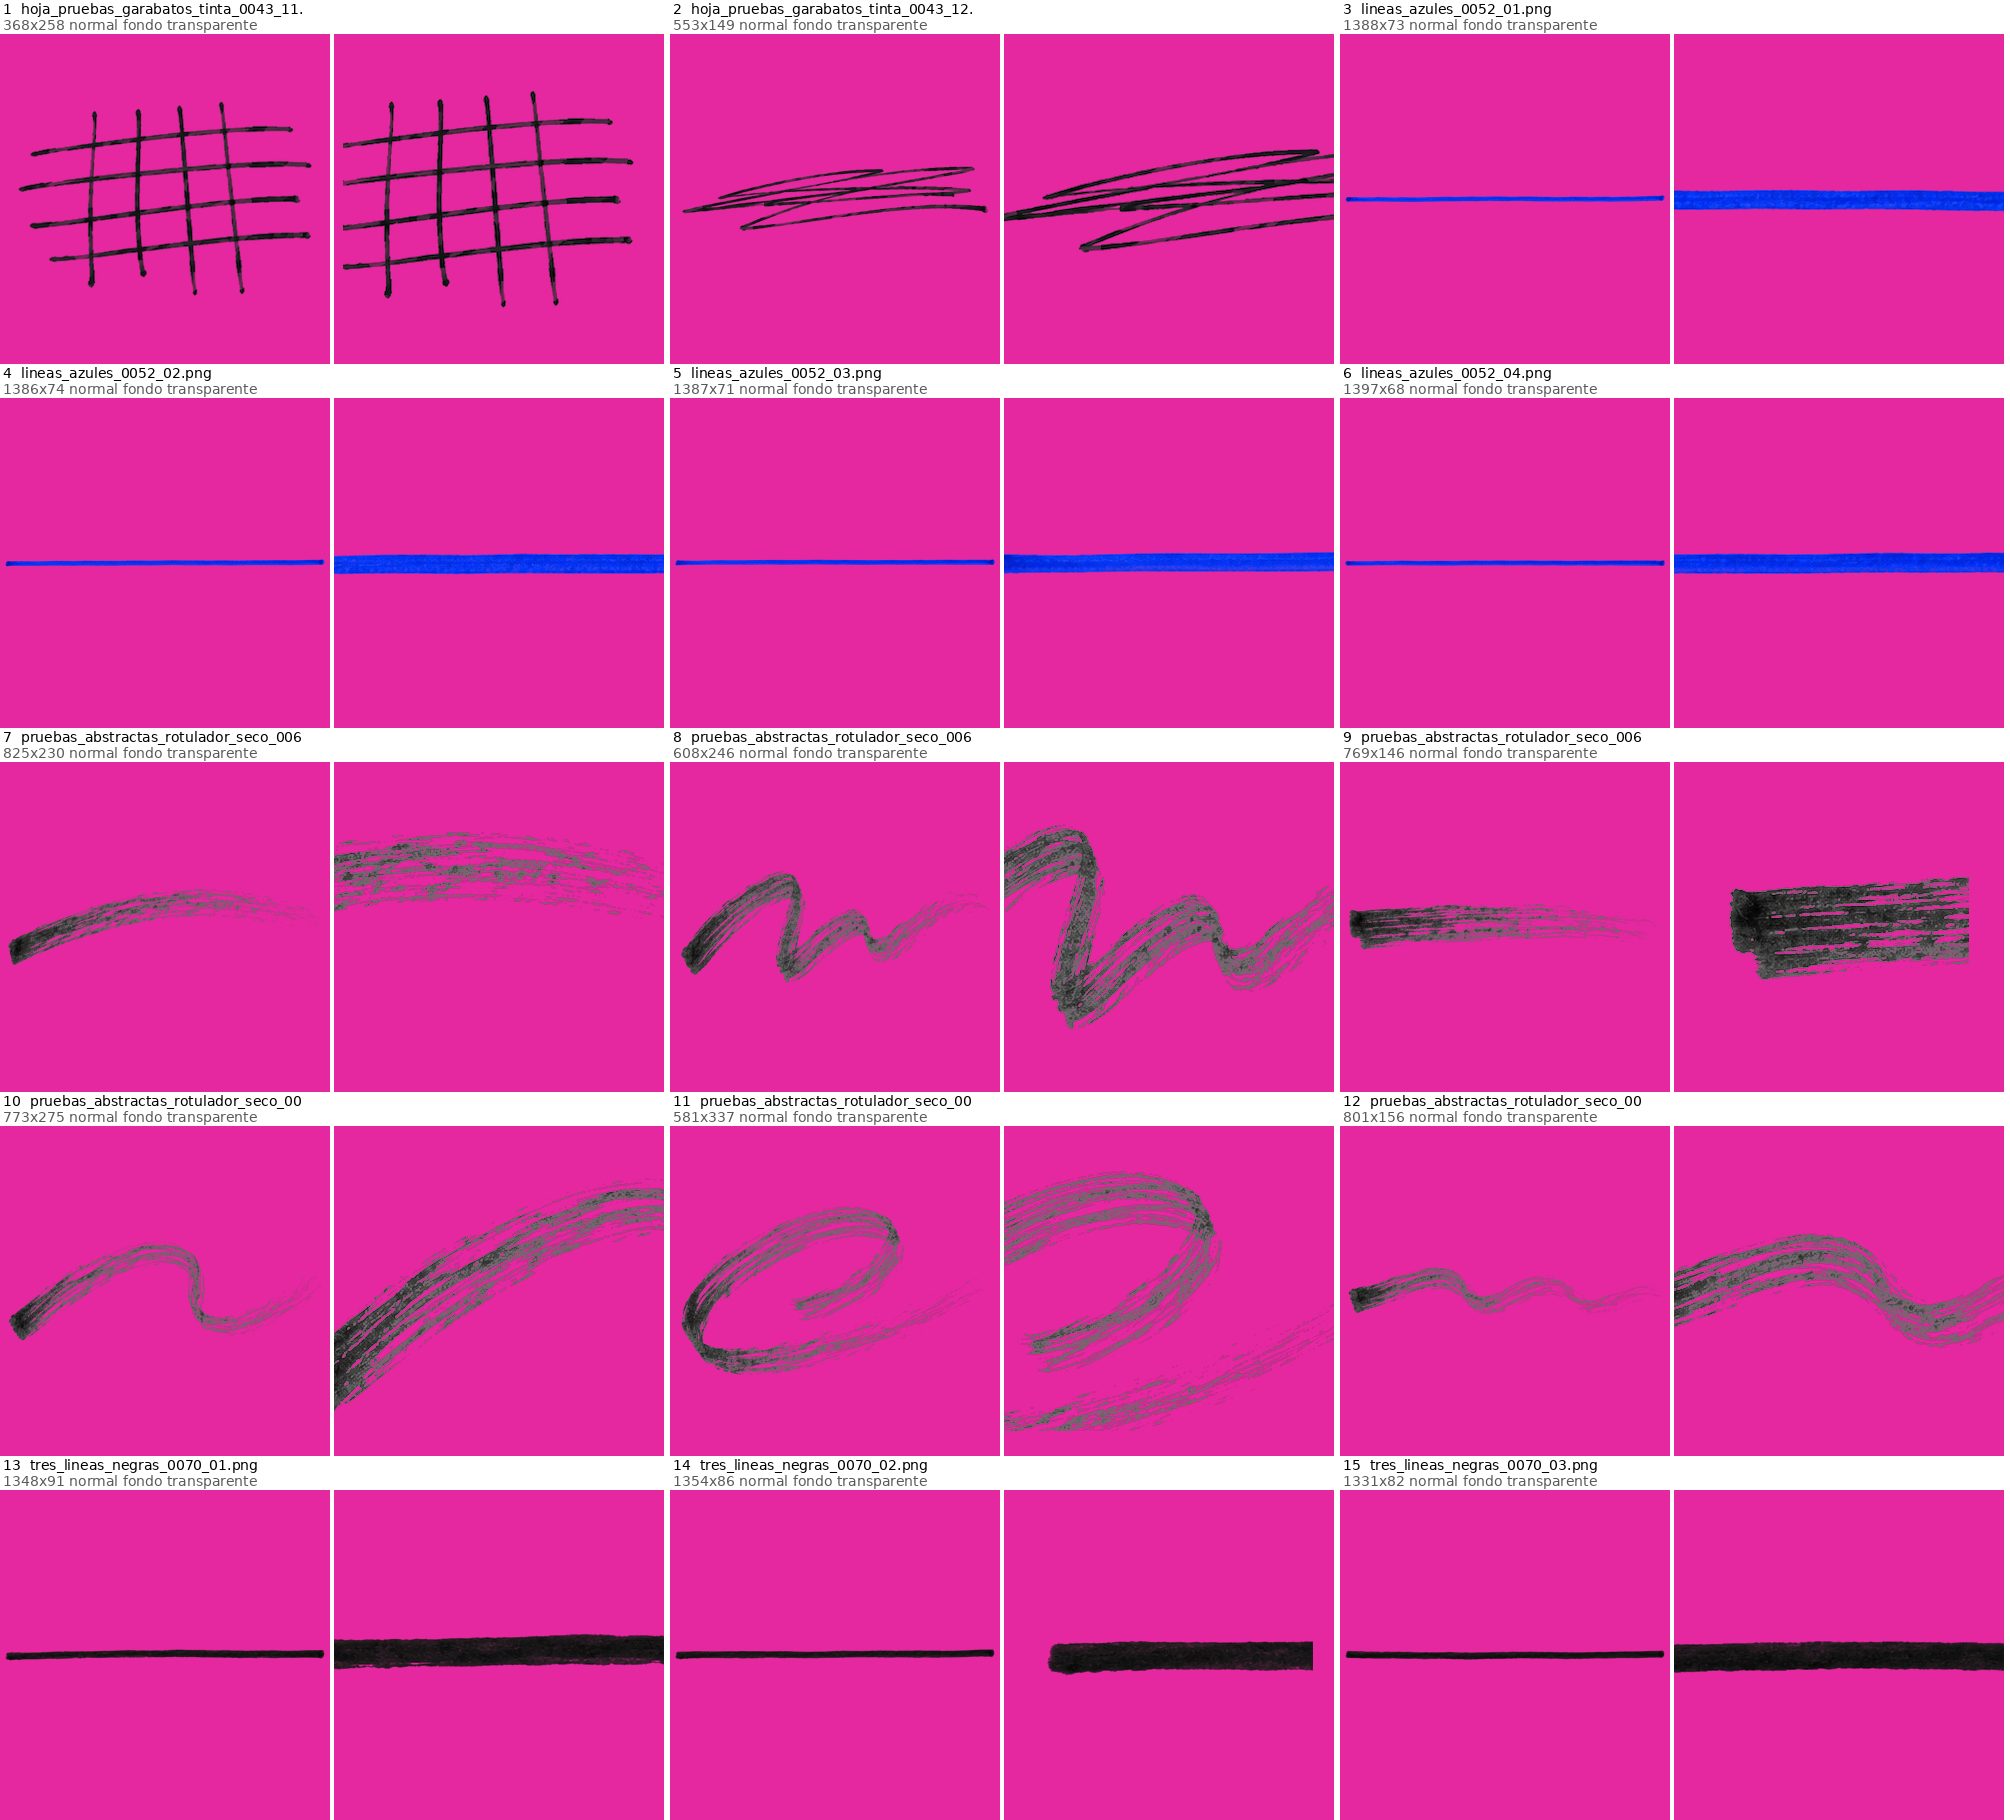 1 hoja_pruebas_garabatos_tinta_0043_11.
368x258 normal fondo transparente
2 hoja_pruebas_garabatos_tinta_0043_12.
553x149 normal fondo transparente
3 lineas_azules_0052_01.png
1388x73 normal fondo transparente
4 lineas_azules_0052_02.png
1386x74 normal fondo transparente
5 lineas_azules_0052_03.png
1387x71 normal fondo transparente
6 lineas_azules_0052_04.png
1397x68 normal fondo transparente
7 pruebas_abstractas_rotulador_seco_006
825x230 normal fondo transparente
8 pruebas_abstractas_rotulador_seco_006
608x246 normal fondo transparente
9 pruebas_abstractas_rotulador_seco_006
769x146 normal fondo transparente
10 pruebas_abstractas_rotulador_seco_00
773x275 normal fondo transparente
11 pruebas_abstractas_rotulador_seco_00
581x337 normal fondo transparente
12 pruebas_abstractas_rotulador_seco_00
801x156 normal fondo transparente
13 tres_lineas_negras_0070_01.png
1348x91 normal fondo transparente
14 tres_lineas_negras_0070_02.png
1354x86 normal fondo transparente
15 tres_lineas_negras_0070_03.png
1331x82 normal fondo transparente